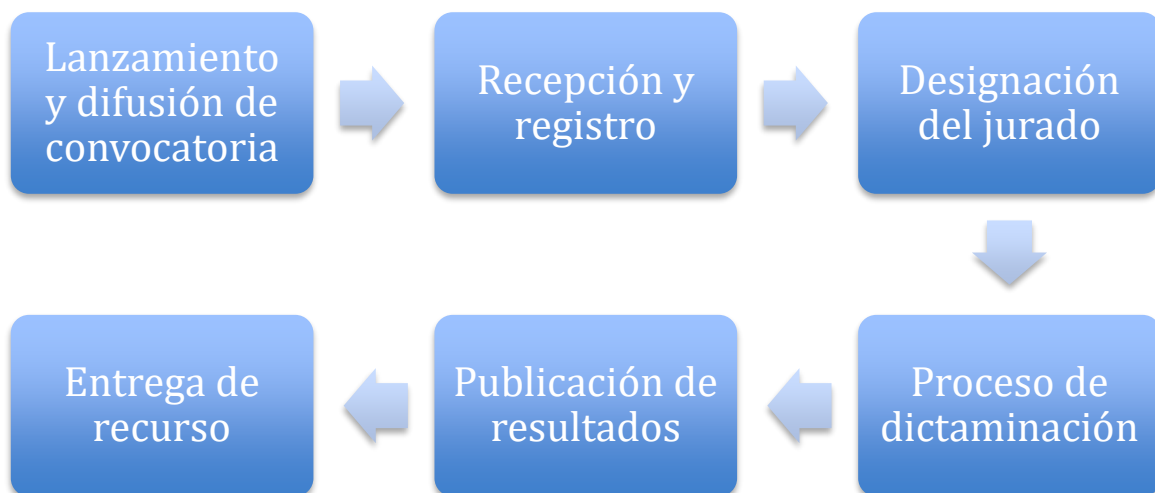 Lanzamiento
y difusión de
convocatoria
Recepción y
registro
Designación
del jurado
Proceso de
dictaminación
Publicación de
resultados
Entrega de
recurso